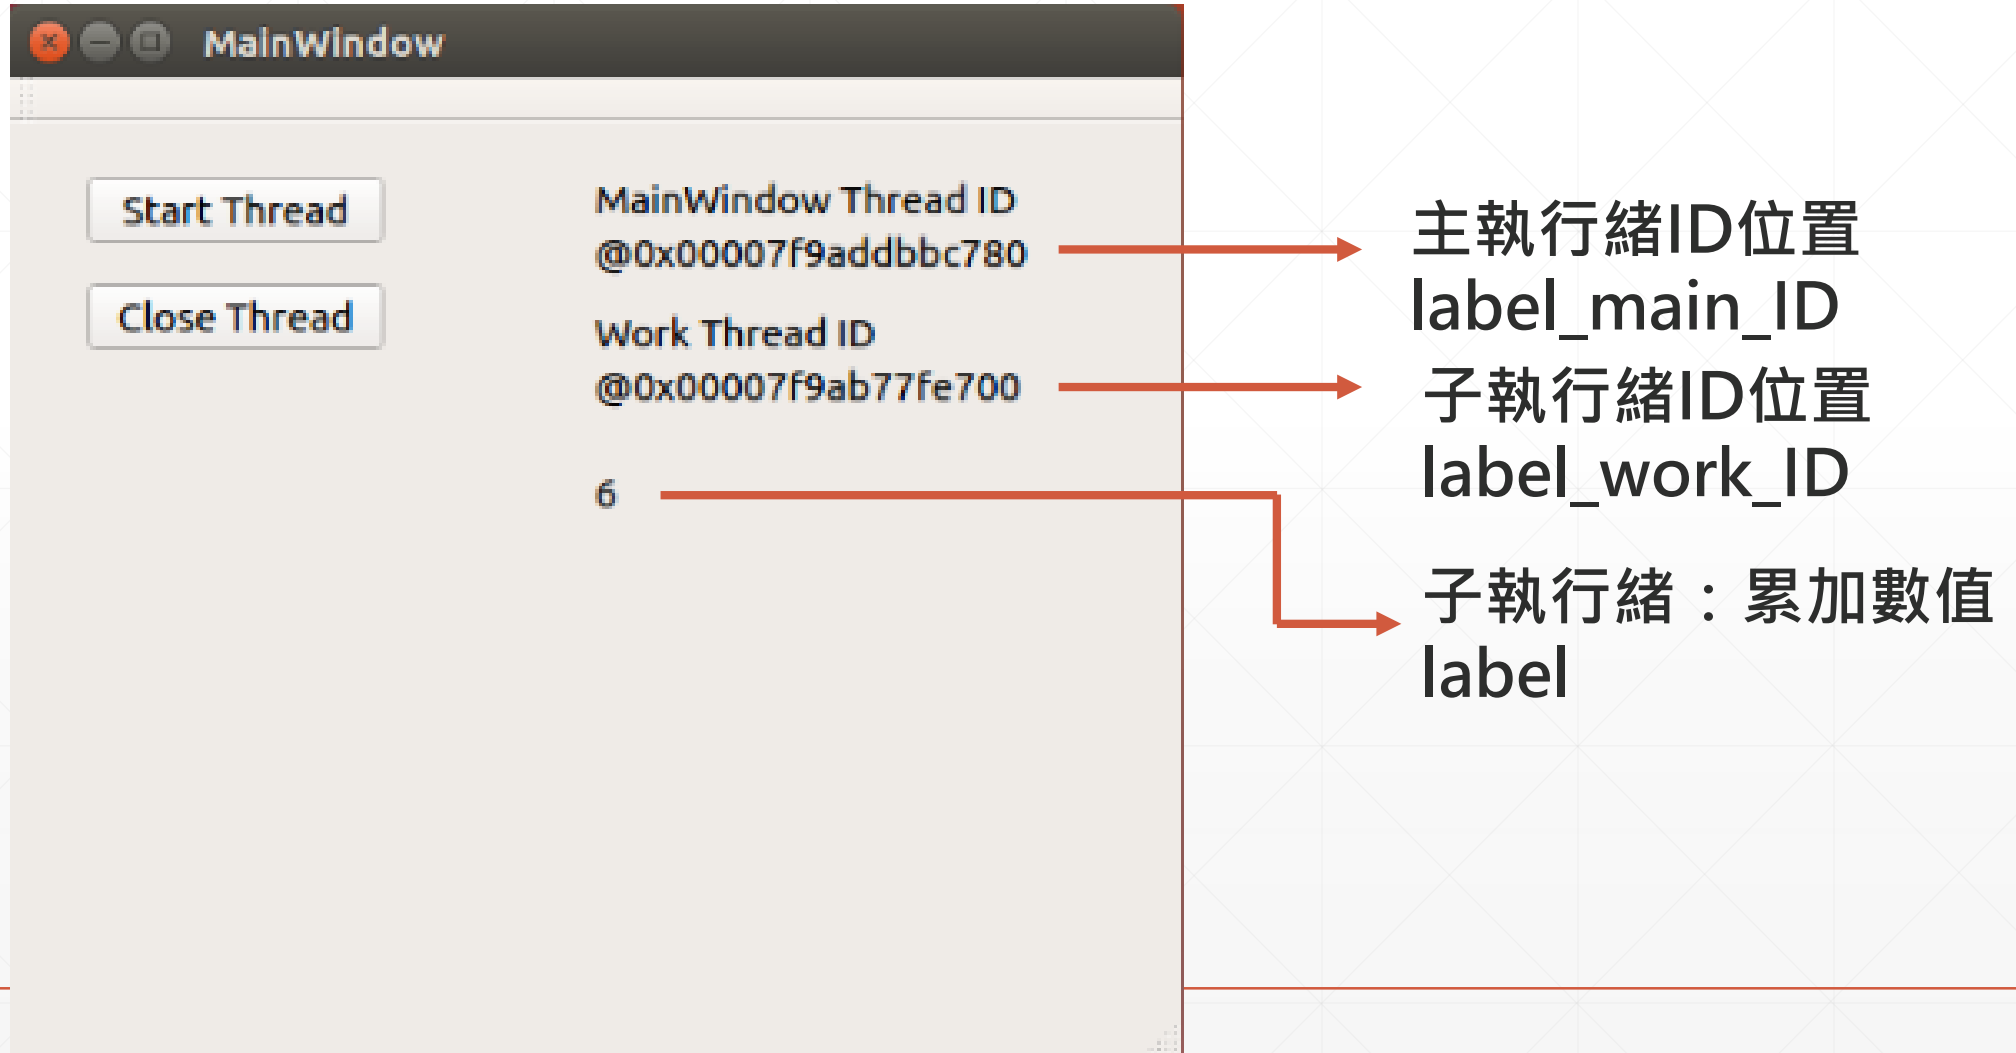 MainWindow
Start Thread
Close Thread
MainWindow Thread ID
@0x00007f9addbbc780
Work Thread ID
@0x00007f9ab77fe700
6
主執行緒ID位置
label_main_ID
子執行緒ID位置
label_work_ID
子執行緒：累加數值
label